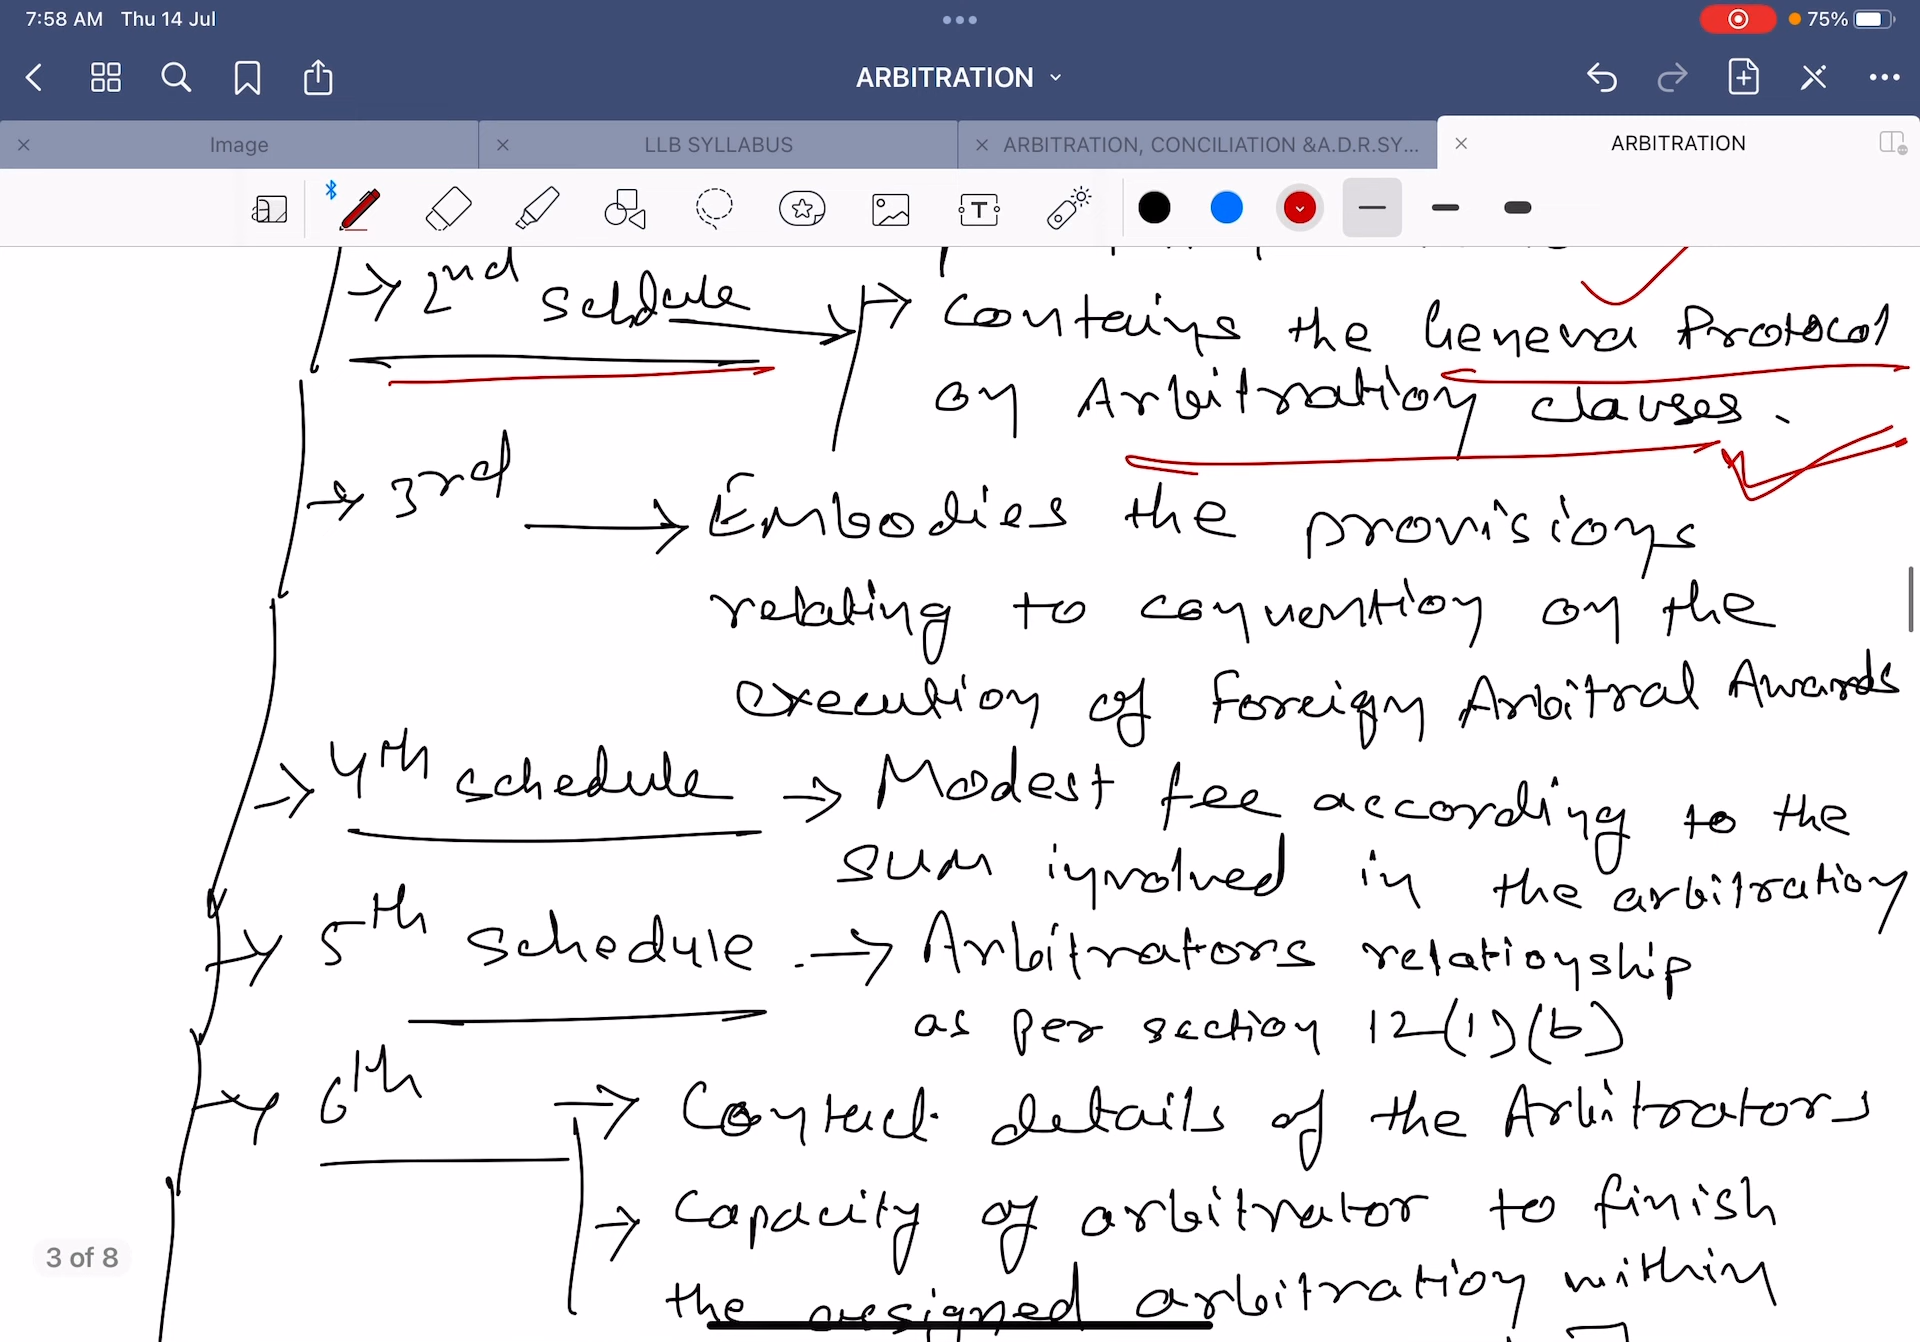 7:58 AM Thu 14 Jul
75%
ARBITRATION
Image
LLB SYLLABUS
ARBITRATION, CONCILIATION &A.D.R.SY...
ARBITRATION
→ 2nd
→ contains the Geneva Protocol
on Arbitration clauses.
→ 3rd → Embodies the provisions
relating to convention on the
execution of Foreign Arbitral Awards
→ 4th schedule → Modest fee according to the
sum involved in the arbitration
→ 5th schedule → Arbitrators relationship
as per section 12(1)(b)
→ 6th → Contact details of the Arbitrators
→ Capacity of arbitrator to finish
the assigned arbitration within
3 of 8